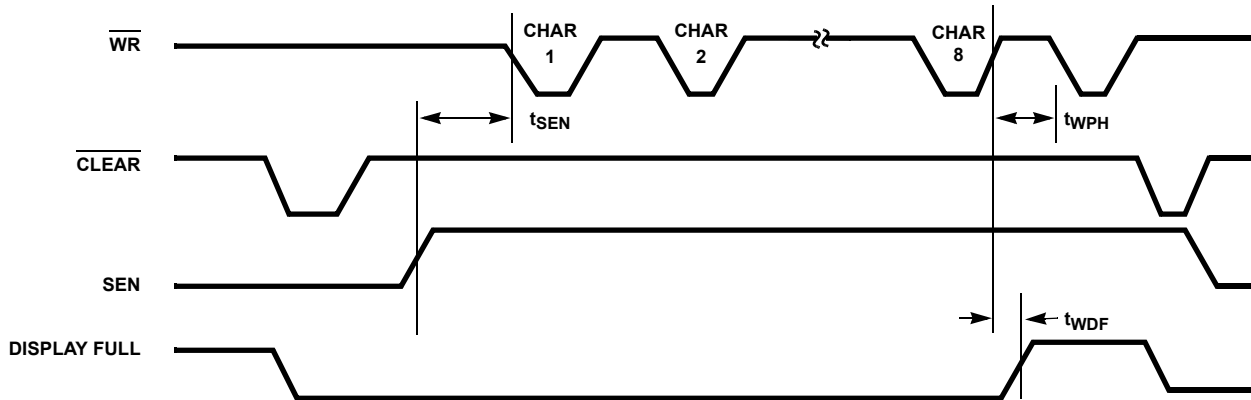 WR
CHAR
1
CHAR
2
CHAR
8
tSEN
tWPH
CLEAR
SEN
tWDF
DISPLAY FULL